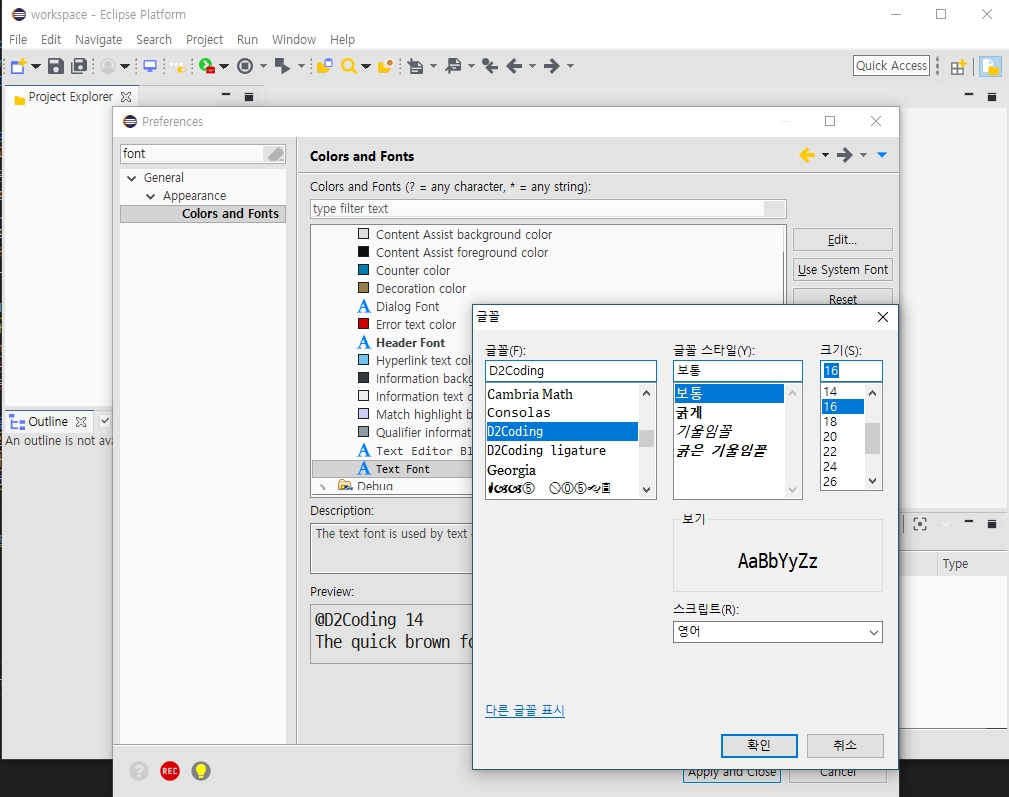 workspace - Eclipse Platform
File Edit Navigate Search Project Run Window Help
Quick Access
Project Explorer
Preferences
font
General
Appearance
Colors and Fonts
Colors and Fonts
Colors and Fonts (? = any character, * = any string):
type filter text
Content Assist background color
Content Assist foreground color
Counter color
Decoration color
Dialog Font
Error text color
Header Font
Hyperlink text
Information
Information text
Match highlight
Qualifier
Text Editor
Text Font
Debug
Edit...
Use System Font
Reset
Description:
The text font is used by text
Preview:
@D2Coding 14
The quick brown
Apply and Close
Cancel
REC
Outline
An outline is not
Type
글꼴
글꼴(F):
D2Coding
Cambria Math
Consolas
D2Coding
D2Coding ligature
Georgia
글꼴 스타일(Y):
보통
보통
굵게
기울임꼴
굵은 기울임꼴
크기(S):
16
14
16
18
20
22
24
26
보기
AaBbYyZz
스크립트(R):
영어
다른 글꼴 표시
확인
취소